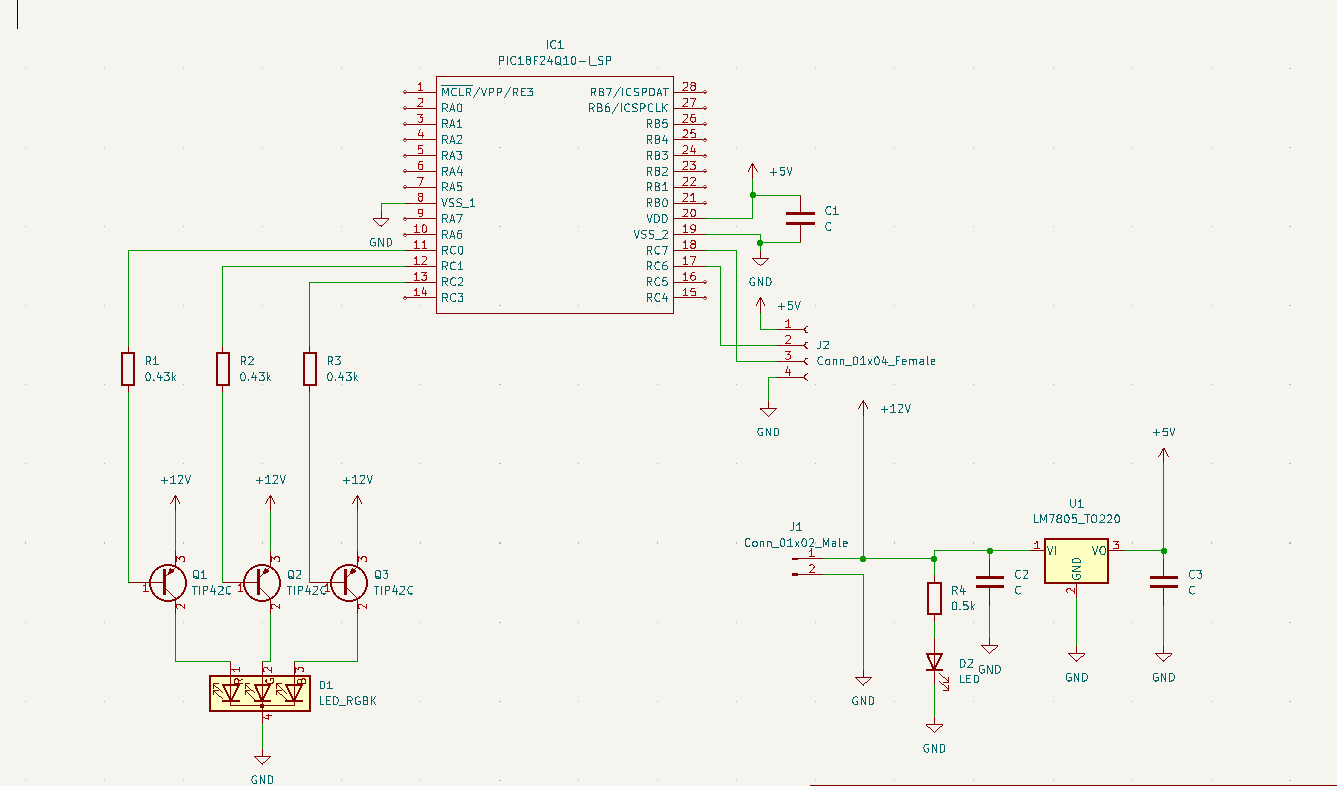 IC1
PIC18F24Q10-I_SP
1 MCLR/VPP/RE3 RB7/ICSPDAT 28
2 RA0 RB6/ICSPCLK 27
3 RA1 RB5 26
4 RA2 RB4 25
5 RA3 RB3 24
6 RA4 RB2 23
7 RA5 RB1 22
8 VSS_1 RB0 21
9 RA7 VDD 20
10 RA6 VSS_2 19
11 RC0 RC7 18
12 RC1 RC6 17
13 RC2 RC5 16
14 RC3 RC4 15
GND
+5V
C1
C
GND
+5V
1
2 J2
3 Conn_01x04_Female
4
GND
R1
0.43k
R2
0.43k
R3
0.43k
+12V
+12V
+12V
3
3
3
1 Q1
TIP42C
1 Q2
TIP42C
1 Q3
TIP42C
2
2
2
R 1
G 2
B 3
D1
LED_RGBK
4
GND
+12V
J1
Conn_01x02_Male
1
2
GND
R4
0.5k
D2
LED
GND
C2
C
GND
U1
LM7805_TO220
1 VI VO 3
GND
2
GND
+5V
C3
C
GND